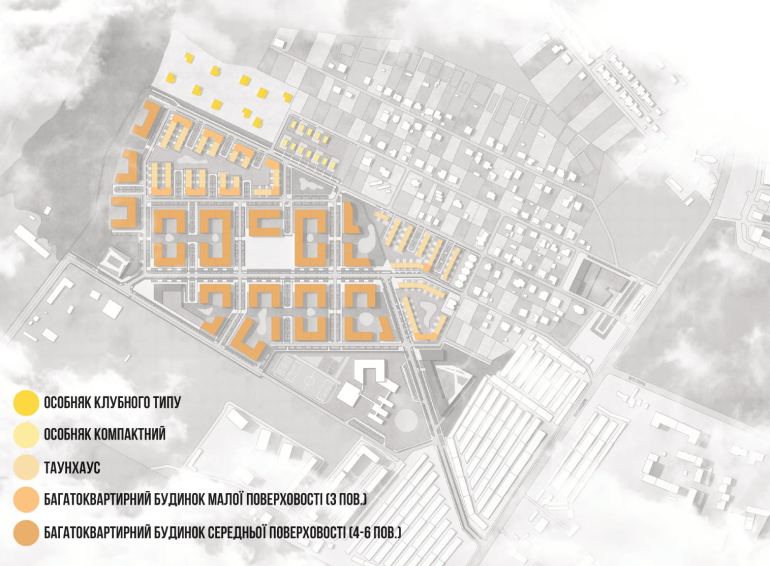 ОСОБНЯК КЛУБНОГО ТИПУ
ОСОБНЯК КОМПАКТНИЙ
ТАУНХАУС
БАГАТОКВАРТИРНИЙ БУДИНОК МАЛОЇ ПОВЕРХОВОСТІ (3 ПОВ.)
БАГАТОКВАРТИРНИЙ БУДИНОК СЕРЕДНЬОЇ ПОВЕРХОВОСТІ (4-6 ПОВ.)